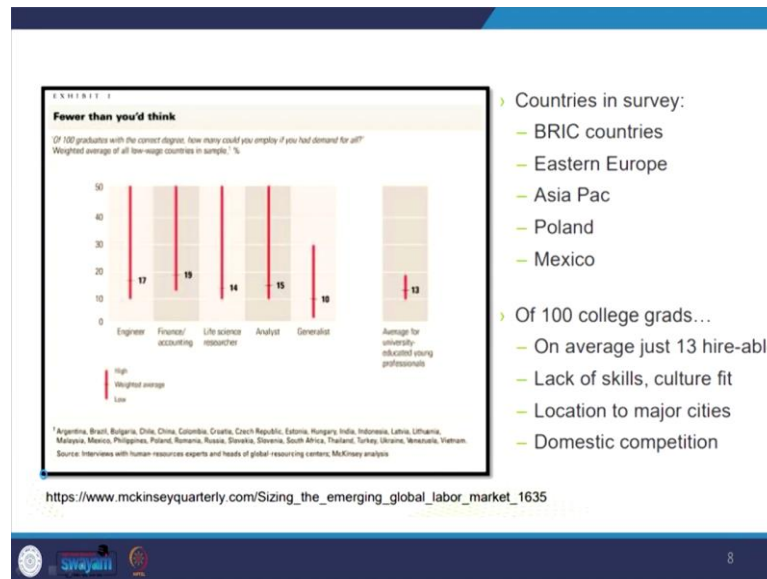 EXHIBIT 1
Fewer than you'd think
'Of 100 graduates with the correct degree, how many could you employ if you had demand for all?'
Weighted average of all low-wage countries in sample,¹ %
50
40
30
20
10
0
17
19
14
15
10
13
Engineer
Finance/
accounting
Life science
researcher
Analyst
Generalist
Average for
university-
educated young
professionals
High
Weighted average
Low
¹ Argentina, Brazil, Bulgaria, Chile, China, Colombia, Croatia, Czech Republic, Estonia, Hungary, India, Indonesia, Latvia, Lithuania,
Malaysia, Mexico, Philippines, Poland, Romania, Russia, Slovakia, Slovenia, South Africa, Thailand, Turkey, Ukraine, Venezuela, Vietnam.
Source: Interviews with human-resources experts and heads of global-resourcing centers; McKinsey analysis
https://www.mckinseyquarterly.com/Sizing_the_emerging_global_labor_market_1635
› Countries in survey:
– BRIC countries
– Eastern Europe
– Asia Pac
– Poland
– Mexico
› Of 100 college grads…
– On average just 13 hire-abl
– Lack of skills, culture fit
– Location to major cities
– Domestic competition
swayam
8